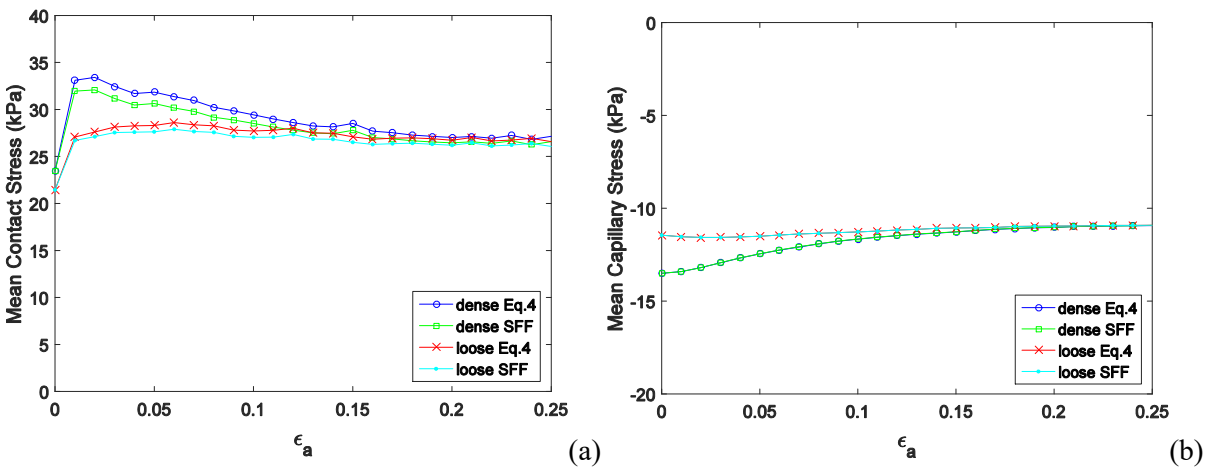 40
35
30
25
20
15
10
5
0
Mean Contact Stress (kPa)
0 0.05 0.1 0.15 0.2 0.25
ϵa
dense Eq.4
dense SFF
loose Eq.4
loose SFF
(a)
0
-5
-10
-15
-20
Mean Capillary Stress (kPa)
0 0.05 0.1 0.15 0.2 0.25
ϵa
dense Eq.4
dense SFF
loose Eq.4
loose SFF
(b)